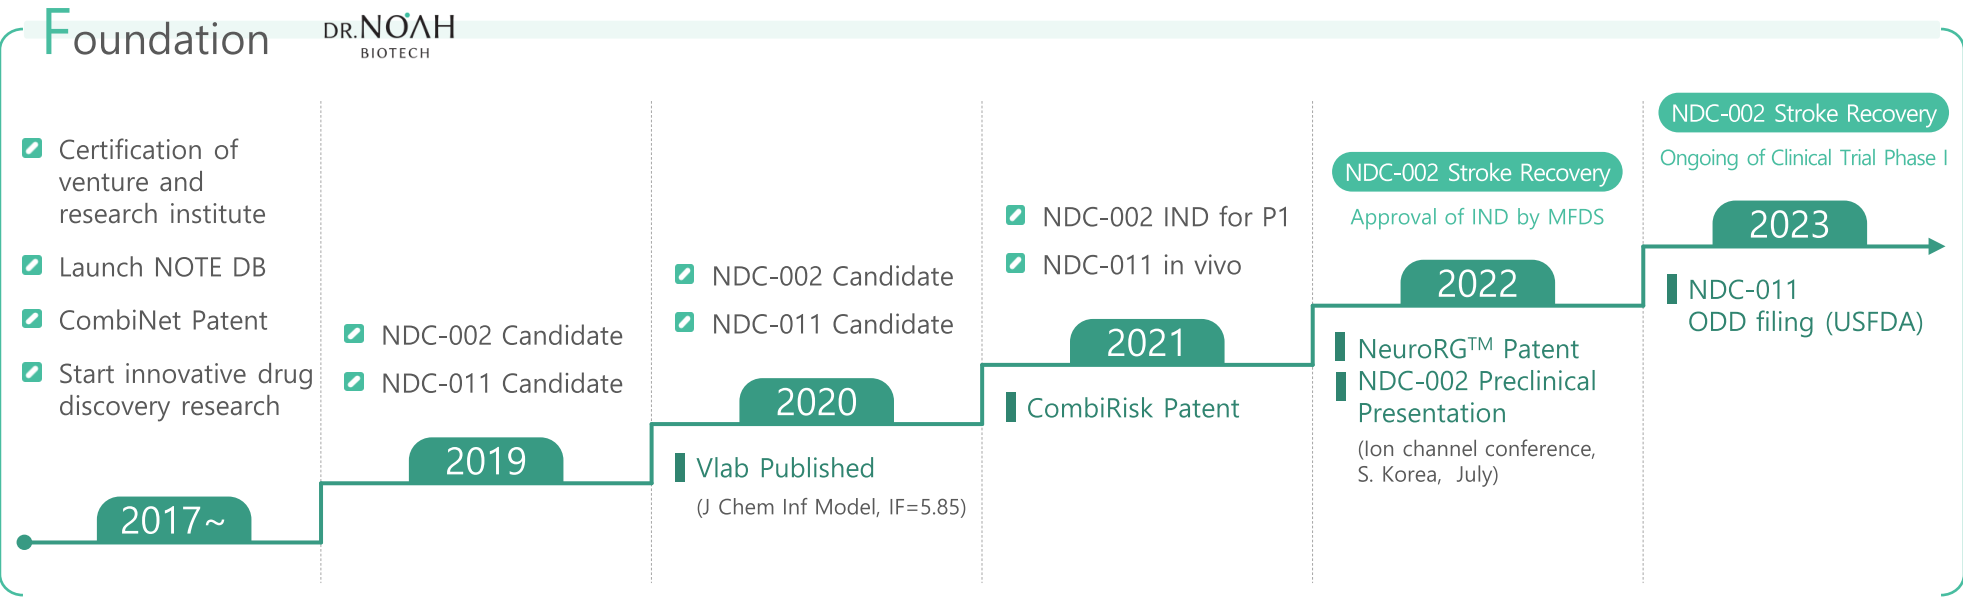 Foundation
DR.NOAH
BIOTECH
Certification of
venture and
research institute
Launch NOTE DB
CombiNet Patent
Start innovative drug
discovery research
2017~
NDC-002 Candidate
NDC-011 Candidate
2019
NDC-002 Candidate
NDC-011 Candidate
2020
Vlab Published
(J Chem Inf Model, IF=5.85)
NDC-002 IND for P1
NDC-011 in vivo
2021
CombiRisk Patent
NDC-002 Stroke Recovery
Approval of IND by MFDS
2022
NeuroRG™ Patent
NDC-002 Preclinical
Presentation
(Ion channel conference,
S. Korea, July)
NDC-002 Stroke Recovery
Ongoing of Clinical Trial Phase I
2023
NDC-011
ODD filing (USFDA)